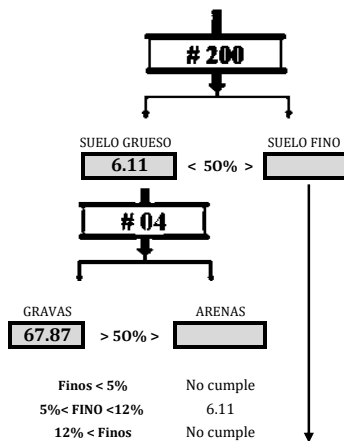 # 200
SUELO GRUESO SUELO FINO
6.11 < 50% >
# 04
GRAVAS ARENAS
67.87 > 50% >
Finos < 5% No cumple
5%< FINO <12% 6.11
12% < Finos No cumple